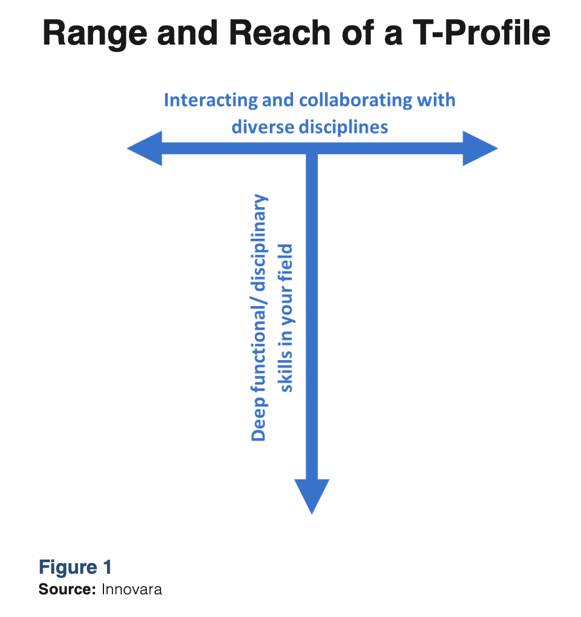 Range and Reach of a T-Profile
Interacting and collaborating with
diverse disciplines
Deep functional/ disciplinary
skills in your field
Figure 1
Source: Innovara